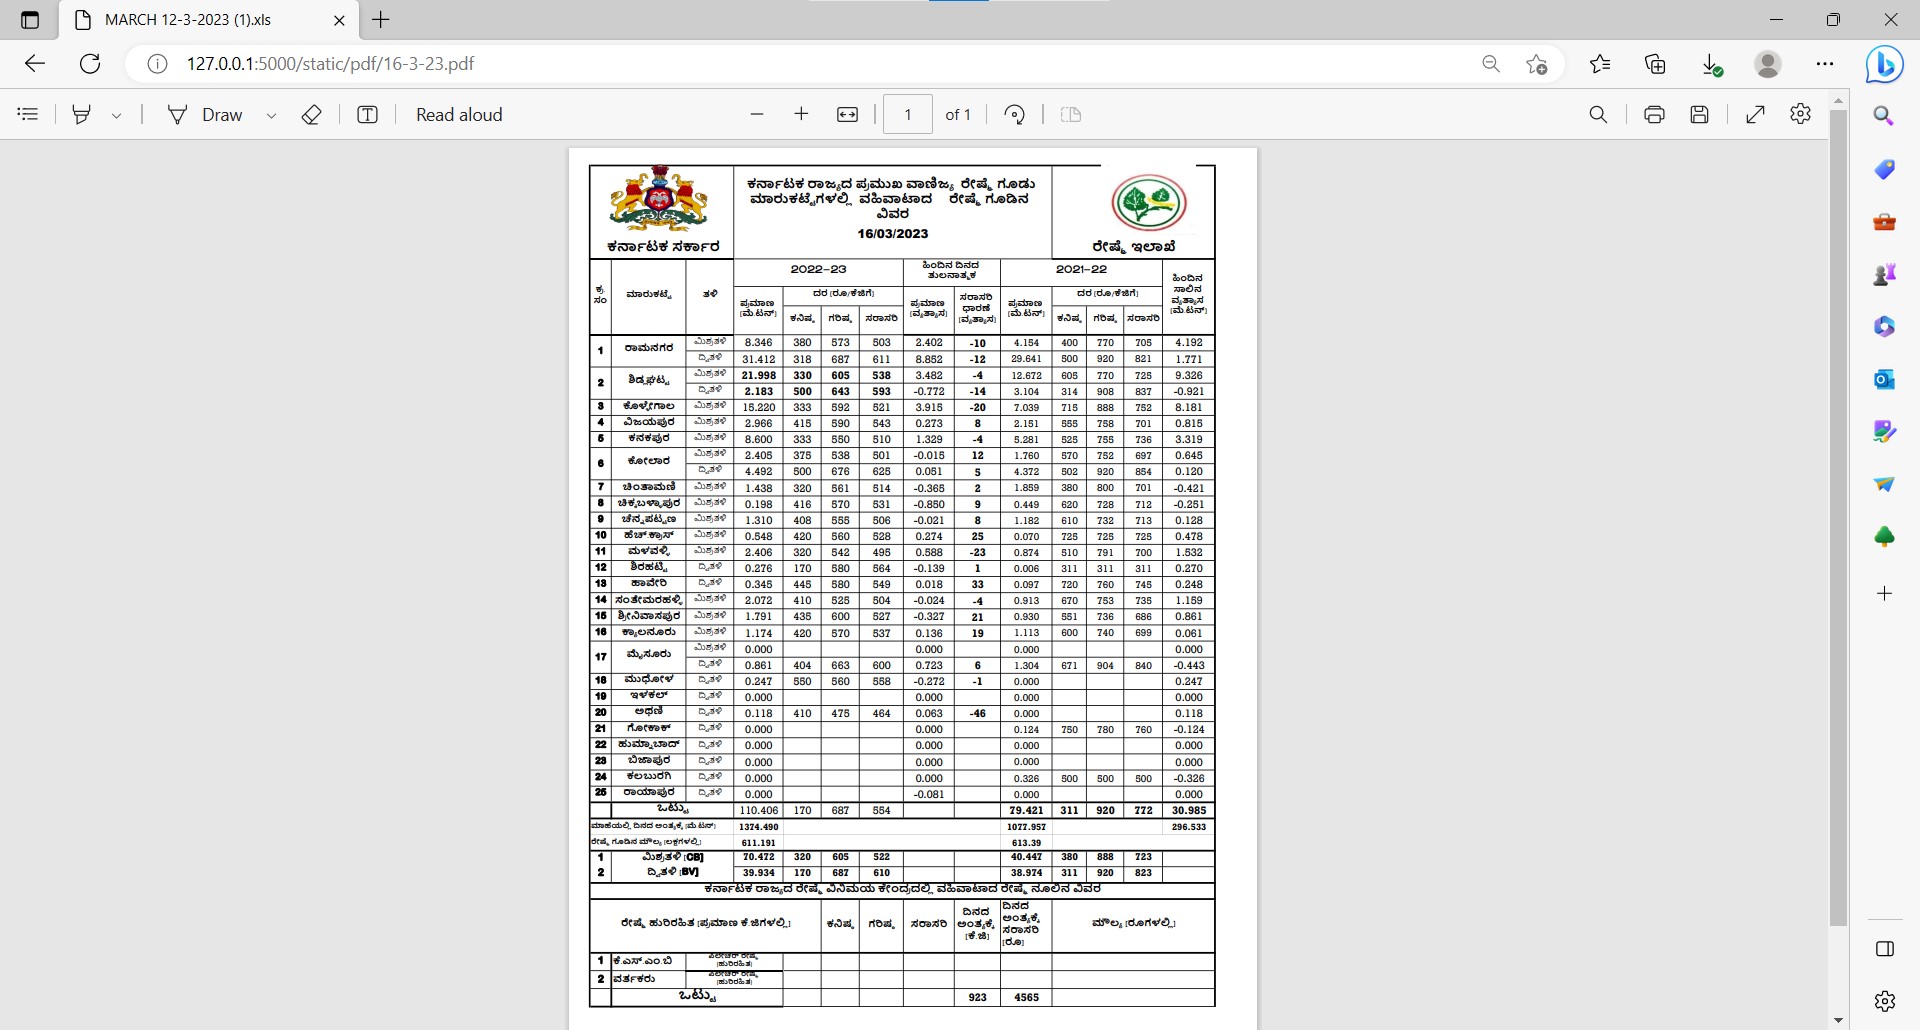 MARCH 12-3-2023 (1).xls
127.0.0.1:5000/static/pdf/16-3-23.pdf
Draw Read aloud 1 of 1
ಕರ್ನಾಟಕ ರಾಜ್ಯದ ಪ್ರಮುಖ ವಾಣಿಜ್ಯ ರೇಷ್ಮೆ ಗೂಡು
ಮಾರುಕಟ್ಟೆಗಳಲ್ಲಿ ವಹಿವಾಟಾದ ರೇಷ್ಮೆ ಗೂಡಿನ
ವಿವರ
16/03/2023
ಕರ್ನಾಟಕ ಸರ್ಕಾರ ರೇಷ್ಮೆ ಇಲಾಖೆ
ಕ್ರ. ಸಂ ಮಾರುಕಟ್ಟೆ ತಳಿ 2022-23 ಹಿಂದಿನ ದಿನದ ತುಲನಾತ್ಮಕ 2021-22 ಹಿಂದಿನ ಸಾಲಿನ ವ್ಯತ್ಯಾಸ [ಮೆ.ಟನ್]
ಪ್ರಮಾಣ [ಮೆ.ಟನ್] ದರ [ರೂ/ಕೆಜಿಗೆ] ಪ್ರಮಾಣ [ವ್ಯತ್ಯಾಸ] ಸರಾಸರಿ ಧಾರಣೆ [ವ್ಯತ್ಯಾಸ] ಪ್ರಮಾಣ [ಮೆ.ಟನ್] ದರ [ರೂ/ಕೆಜಿಗೆ]
ಕನಿಷ್ಠ ಗರಿಷ್ಠ ಸರಾಸರಿ ಕನಿಷ್ಠ ಗರಿಷ್ಠ ಸರಾಸರಿ
1 ರಾಮನಗರ ಮಿಶ್ರತಳಿ 8.346 380 573 503 2.402 -10 4.154 400 770 705 4.192
ದ್ವಿತಳಿ 31.412 318 687 611 8.852 -12 29.641 500 920 821 1.771
2 ಶಿಡ್ಲಘಟ್ಟ ಮಿಶ್ರತಳಿ 21.998 330 605 538 3.482 -4 12.672 605 770 725 9.326
ದ್ವಿತಳಿ 2.183 500 643 593 -0.772 -14 3.104 314 908 837 -0.921
3 ಕೊಳ್ಳೇಗಾಲ ಮಿಶ್ರತಳಿ 15.220 333 592 521 3.915 -20 7.039 715 888 752 8.181
4 ವಿಜಯಪುರ ಮಿಶ್ರತಳಿ 2.966 415 590 543 0.273 8 2.151 555 758 701 0.815
5 ಕನಕಪುರ ಮಿಶ್ರತಳಿ 8.600 333 550 510 1.329 -4 5.281 525 755 736 3.319
6 ಕೋಲಾರ ಮಿಶ್ರತಳಿ 2.405 375 538 501 -0.015 12 1.760 570 752 697 0.645
ದ್ವಿತಳಿ 4.492 500 676 625 0.051 5 4.372 502 920 854 0.120
7 ಚಿಂತಾಮಣಿ ಮಿಶ್ರತಳಿ 1.438 320 561 514 -0.365 2 1.859 380 800 701 -0.421
8 ಚಿಕ್ಕಬಳ್ಳಾಪುರ ಮಿಶ್ರತಳಿ 0.198 416 570 531 -0.850 9 0.449 620 728 712 -0.251
9 ಚೆನ್ನಪಟ್ಟಣ ಮಿಶ್ರತಳಿ 1.310 408 555 506 -0.021 8 1.182 610 732 713 0.128
10 ಹೆಚ್.ಕ್ರಾಸ್ ಮಿಶ್ರತಳಿ 0.548 420 560 528 0.274 25 0.070 725 725 725 0.478
11 ಮಳವಳ್ಳಿ ಮಿಶ್ರತಳಿ 2.406 320 542 495 0.588 -23 0.874 510 791 700 1.532
12 ಶಿರಹಟ್ಟಿ ದ್ವಿತಳಿ 0.276 170 580 564 -0.139 1 0.006 311 311 311 0.270
13 ಹಾವೇರಿ ದ್ವಿತಳಿ 0.345 445 580 549 0.018 33 0.097 720 760 745 0.248
14 ಸಂತೇಮರಹಳ್ಳಿ ಮಿಶ್ರತಳಿ 2.072 410 525 504 -0.024 -4 0.913 670 753 735 1.159
15 ಶ್ರೀನಿವಾಸಪುರ ಮಿಶ್ರತಳಿ 1.791 435 600 527 -0.327 21 0.930 551 736 686 0.861
16 ಕ್ಯಾಲನೂರು ಮಿಶ್ರತಳಿ 1.174 420 570 537 0.136 19 1.113 600 740 699 0.061
17 ಮೈಸೂರು ಮಿಶ್ರತಳಿ 0.000 0.000 0.000 0.000
ದ್ವಿತಳಿ 0.861 404 663 600 0.723 6 1.304 671 904 840 -0.443
18 ಮುಧೋಳ ದ್ವಿತಳಿ 0.247 550 560 558 -0.272 -1 0.000 0.247
19 ಇಳಕಲ್ ದ್ವಿತಳಿ 0.000 0.000 0.000 0.000
20 ಅಥಣಿ ದ್ವಿತಳಿ 0.118 410 475 464 0.063 -46 0.000 0.118
21 ಗೋಕಾಕ್ ದ್ವಿತಳಿ 0.000 0.000 0.124 750 780 760 -0.124
22 ಹುಮ್ನಾಬಾದ್ ದ್ವಿತಳಿ 0.000 0.000 0.000 0.000
23 ಬಿಜಾಪುರ ದ್ವಿತಳಿ 0.000 0.000 0.000 0.000
24 ಕಲಬುರಗಿ ದ್ವಿತಳಿ 0.000 0.000 0.326 500 500 500 -0.326
25 ರಾಯಾಪುರ ದ್ವಿತಳಿ 0.000 -0.081 0.000 0.000
ಒಟ್ಟು 110.406 170 687 554 79.421 311 920 772 30.985
ಮಾಹೆಯಲ್ಲಿ ದಿನದ ಅಂತ್ಯಕ್ಕೆ [ಮೆ.ಟನ್] 1374.490 1077.957 296.533
ರೇಷ್ಮೆ ಗೂಡಿನ ಮೌಲ್ಯ [ಲಕ್ಷಗಳಲ್ಲಿ] 611.191 613.39
1 ಮಿಶ್ರತಳಿ [CB] 70.472 320 605 522 40.447 380 888 723
2 ದ್ವಿತಳಿ [BV] 39.934 170 687 610 38.974 311 920 823
ಕರ್ನಾಟಕ ರಾಜ್ಯದ ರೇಷ್ಮೆ ವಿನಿಮಯ ಕೇಂದ್ರದಲ್ಲಿ ವಹಿವಾಟಾದ ರೇಷ್ಮೆ ನೂಲಿನ ವಿವರ
ರೇಷ್ಮೆ ಹುರಿರಹಿತ [ಪ್ರಮಾಣ ಕೆ.ಜಿಗಳಲ್ಲಿ] ಕನಿಷ್ಠ ಗರಿಷ್ಠ ಸರಾಸರಿ ದಿನದ ಅಂತ್ಯಕ್ಕೆ [ಕೆ.ಜಿ] ದಿನದ ಅಂತ್ಯಕ್ಕೆ ಸರಾಸರಿ [ರೂ] ಮೌಲ್ಯ [ರೂಗಳಲ್ಲಿ]
1 ಕೆ.ಎಸ್.ಎಂ.ಬಿ [ಹುರಿರಹಿತ]
2 ವರ್ತಕರು [ಹುರಿರಹಿತ]
ಒಟ್ಟು 923 4565